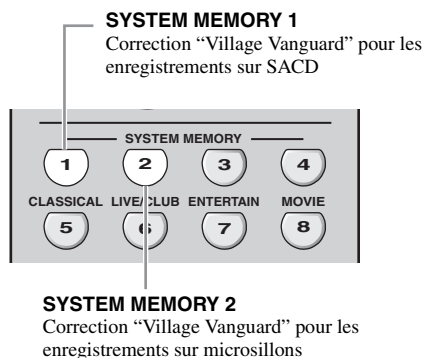 SYSTEM MEMORY 1
Correction “Village Vanguard” pour les
enregistrements sur SACD
SYSTEM MEMORY
1 2 3 4
CLASSICAL LIVE/CLUB ENTERTAIN MOVIE
5 6 7 8
SYSTEM MEMORY 2
Correction “Village Vanguard” pour les
enregistrements sur microsillons